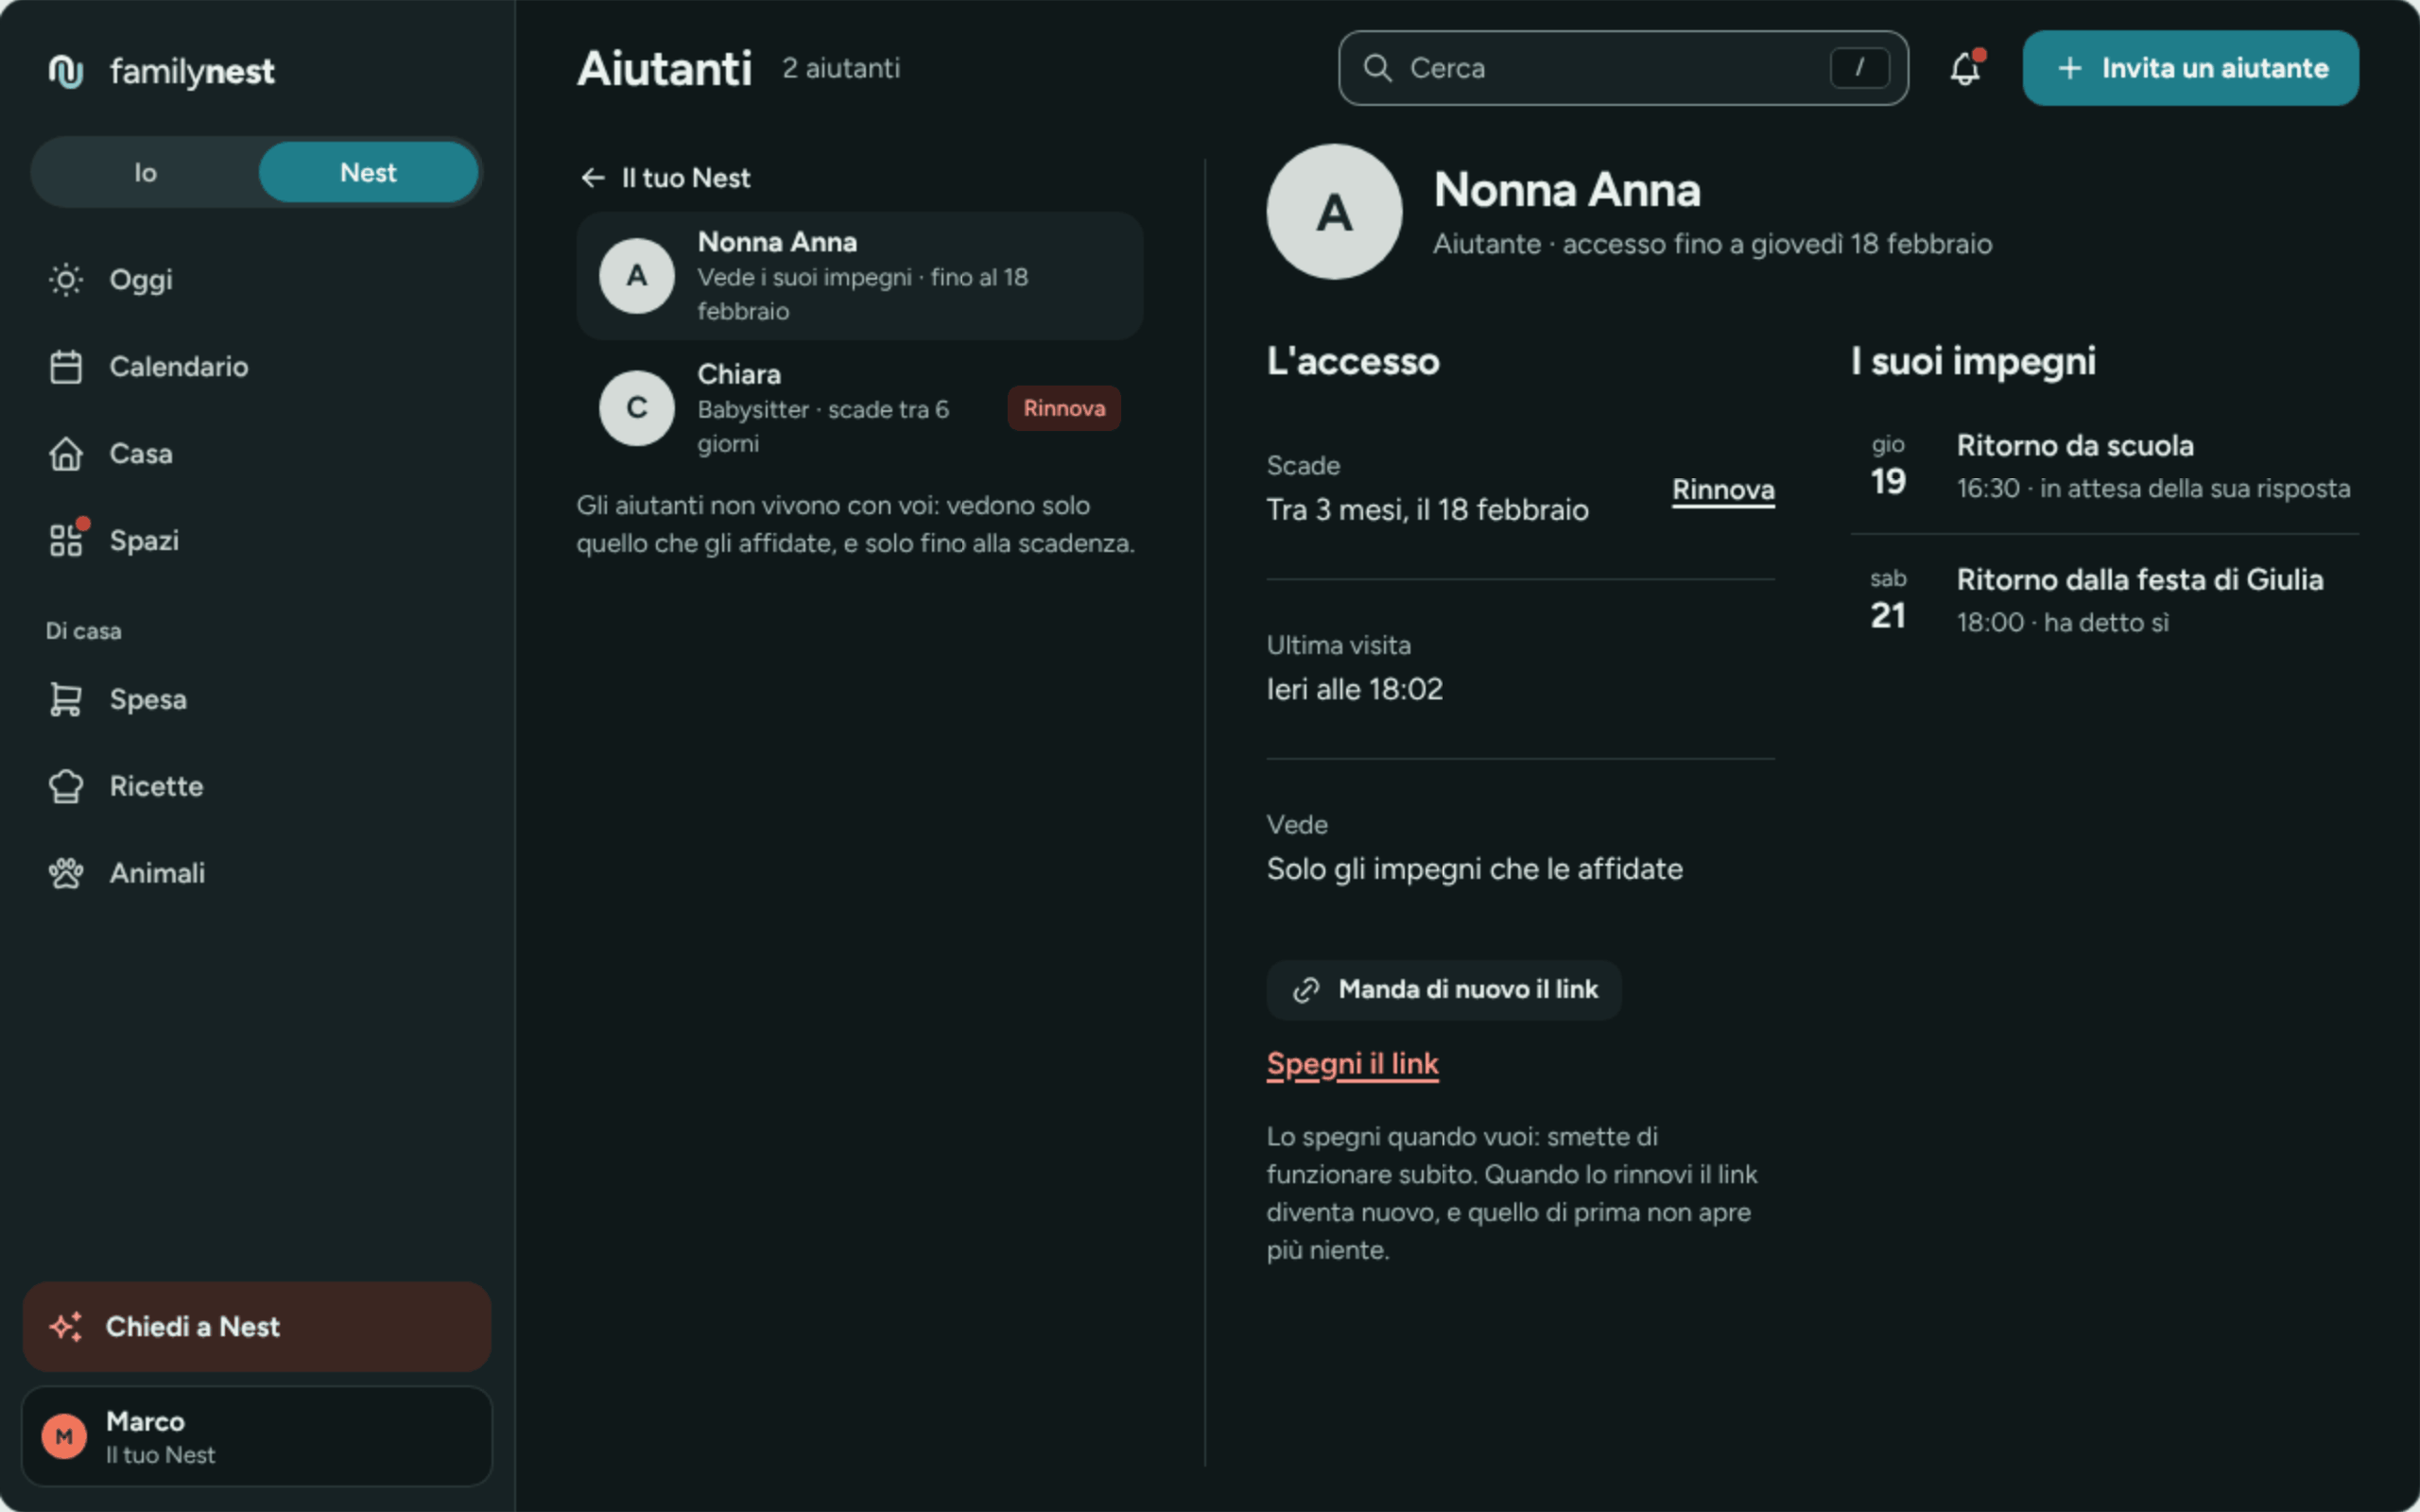 familynest
Io
Nest
Oggi
Calendario
Casa
Spazi
Di casa
Spesa
Ricette
Animali
Chiedi a Nest
M
Marco
Il tuo Nest
Aiutanti
2 aiutanti
Cerca
/
+ Invita un aiutante
← Il tuo Nest
A
Nonna Anna
Vede i suoi impegni · fino al 18
febbraio
C
Chiara
Babysitter · scade tra 6
giorni
Rinnova
Gli aiutanti non vivono con voi: vedono solo
quello che gli affidate, e solo fino alla scadenza.
A
Nonna Anna
Aiutante · accesso fino a giovedì 18 febbraio
L'accesso
Scade
Tra 3 mesi, il 18 febbraio
Rinnova
Ultima visita
Ieri alle 18:02
Vede
Solo gli impegni che le affidate
Manda di nuovo il link
Spegni il link
Lo spegni quando vuoi: smette di
funzionare subito. Quando lo rinnovi il link
diventa nuovo, e quello di prima non apre
più niente.
I suoi impegni
gio
19
Ritorno da scuola
16:30 · in attesa della sua risposta
sab
21
Ritorno dalla festa di Giulia
18:00 · ha detto sì